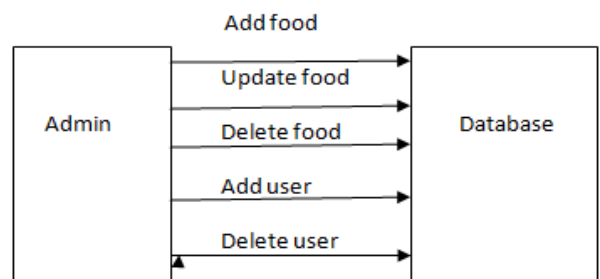 Add food
Update food
Admin
Delete food
Database
Add user
Delete user